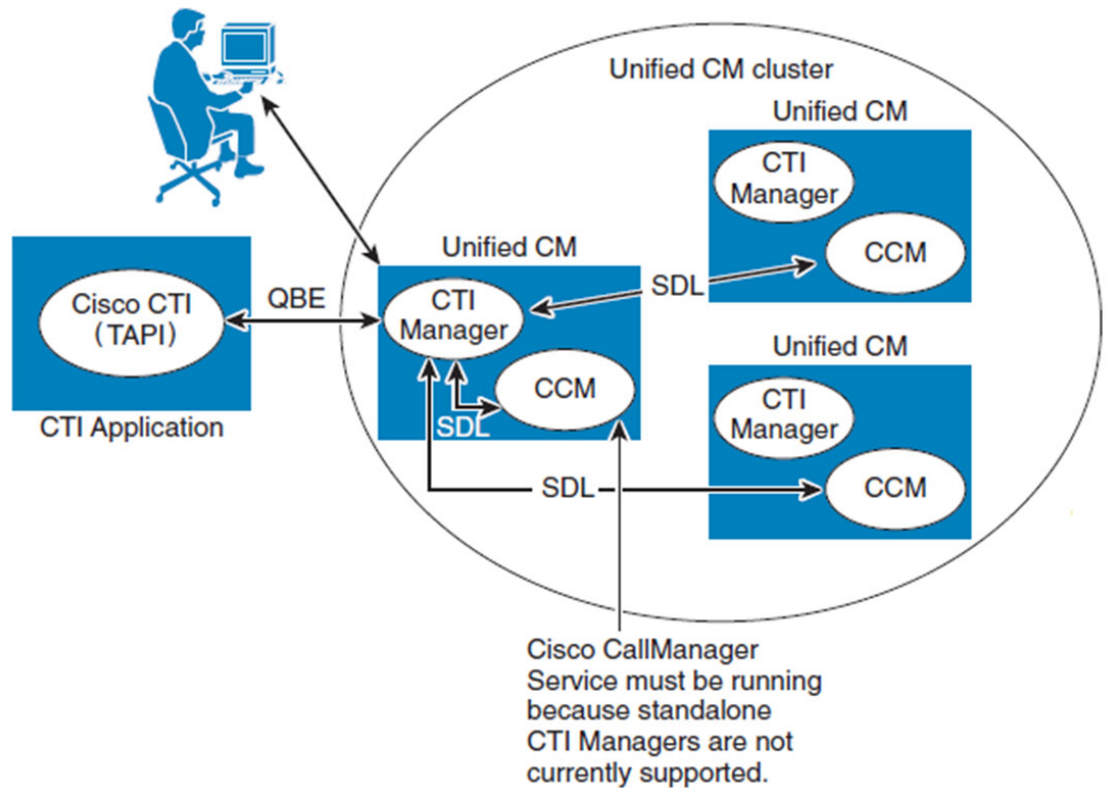 Unified CM cluster
Unified CM
CTI
Manager
CCM
Unified CM
CTI
Manager
CCM
SDL
SDL
QBE
Cisco CTI
(TAPI)
CTI Application
Unified CM
CTI
Manager
CCM
SDL
Cisco CallManager
Service must be running
because standalone
CTI Managers are not
currently supported.